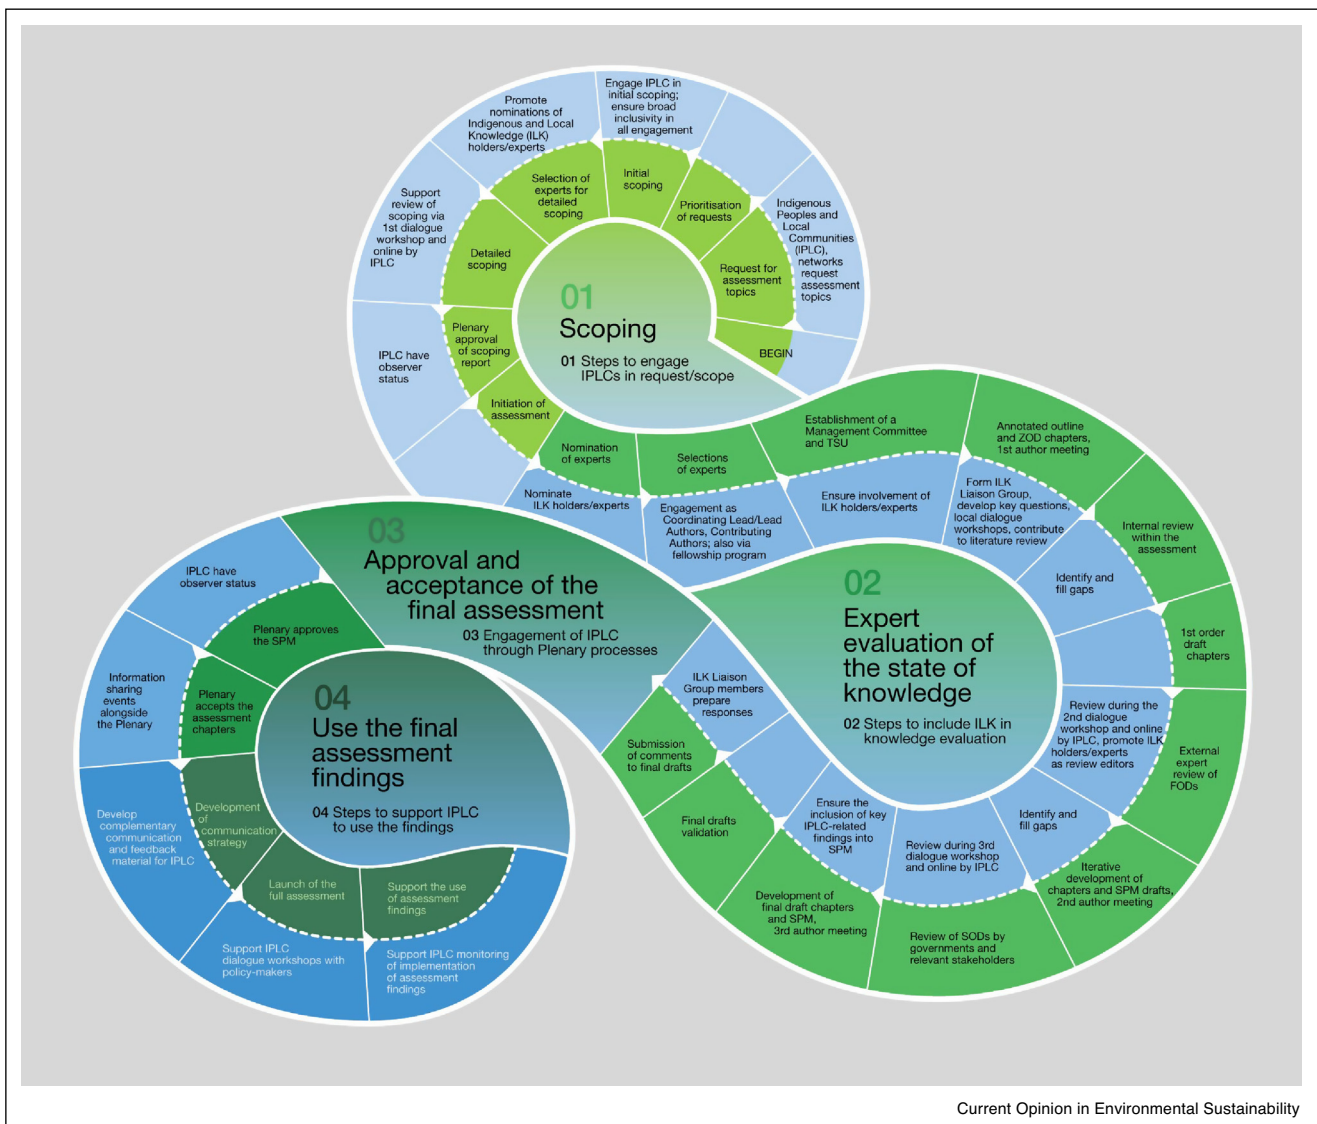 Engage IPLC in
initial scoping;
ensure broad
inclusivity in
all engagement
Promote
nominations of
Indigenous and Local
Knowledge (ILK)
holders/experts
Support
review of
scoping via
1st dialogue
workshop and
online by
IPLC
IPLC have
observer
status
Indigenous
Peoples and
Local
Communities
(IPLC),
networks
request
assessment
topics
BEGIN
Request for
assessment
topics
Prioritisation
of requests
Initial
scoping
Selection of
experts for
detailed
scoping
Detailed
scoping
Plenary
approval
of scoping
report
Initiation of
assessment
01
Scoping
01 Steps to engage
IPLCs in request/scope
Nomination
of experts
Selections
of experts
Establishment of a
Management Committee
and TSU
Annotated outline
and ZOD chapters,
1st author meeting
Internal review
within the
assessment
1st order
draft
chapters
External
expert
review of
FODs
Iterative
development of
chapters and SPM drafts,
2nd author meeting
Review of SODs by
governments and
relevant stakeholders
Development of
final draft chapters
and SPM,
3rd author meeting
Final drafts
validation
Submission
of comments
to final drafts
Nominate
ILK holders/experts
Engagement as
Coordinating Lead/Lead
Authors, Contributing
Authors; also via
fellowship program
Ensure involvement of
ILK holders/experts
Form ILK
Liaison Group,
develop key questions,
local dialogue
workshops, contribute
to literature review
Identify and
fill gaps
Review during the
2nd dialogue
workshop and online
by IPLC, promote ILK
holders/experts
as review editors
Identify and
fill gaps
Review during 3rd
dialogue workshop
and online by IPLC
Ensure the
inclusion of key
IPLC-related
findings into
SPM
ILK Liaison
Group members
prepare
responses
02
Expert
evaluation of
the state of
knowledge
02 Steps to include ILK in
knowledge evaluation
03
Approval and
acceptance of the
final assessment
03 Engagement of IPLC
through Plenary processes
IPLC have
observer status
Plenary approves
the SPM
Information
sharing
events
alongside
the Plenary
Plenary
accepts the
assessment
chapters
04
Use the final
assessment
findings
04 Steps to support IPLC
to use the findings
Develop
complementary
communication
and feedback
material for IPLC
Development
of
communication
strategy
Launch of the
full assessment
Support the use
of assessment
findings
Support IPLC
dialogue workshops with
policy-makers
Support IPLC monitoring
of implementation
of assessment
findings
Current Opinion in Environmental Sustainability